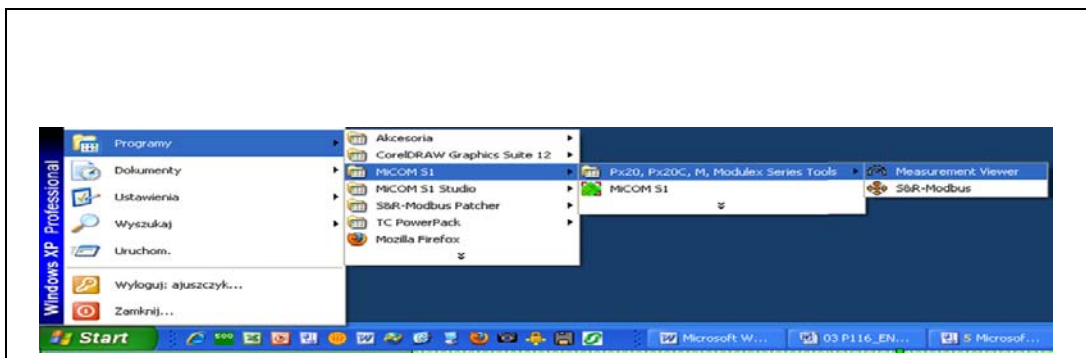 Windows XP Professional
Programy
Dokumenty
Ustawienia
Wyszukaj
Uruchom.
Wyloguj: ajuszczyk...
Zamknij...
Akcesoria
CorelDRAW Graphics Suite 12
MiCOM S1
MiCOM S1 Studio
S&R-Modbus Patcher
TC PowerPack
Mozilla Firefox
Px20, Px20C, M, Modulex Series Tools
MiCOM S1
Measurement Viewer
S&R-Modbus
Start
500
Microsoft W...
03 P116_EN...
5 Microsof...